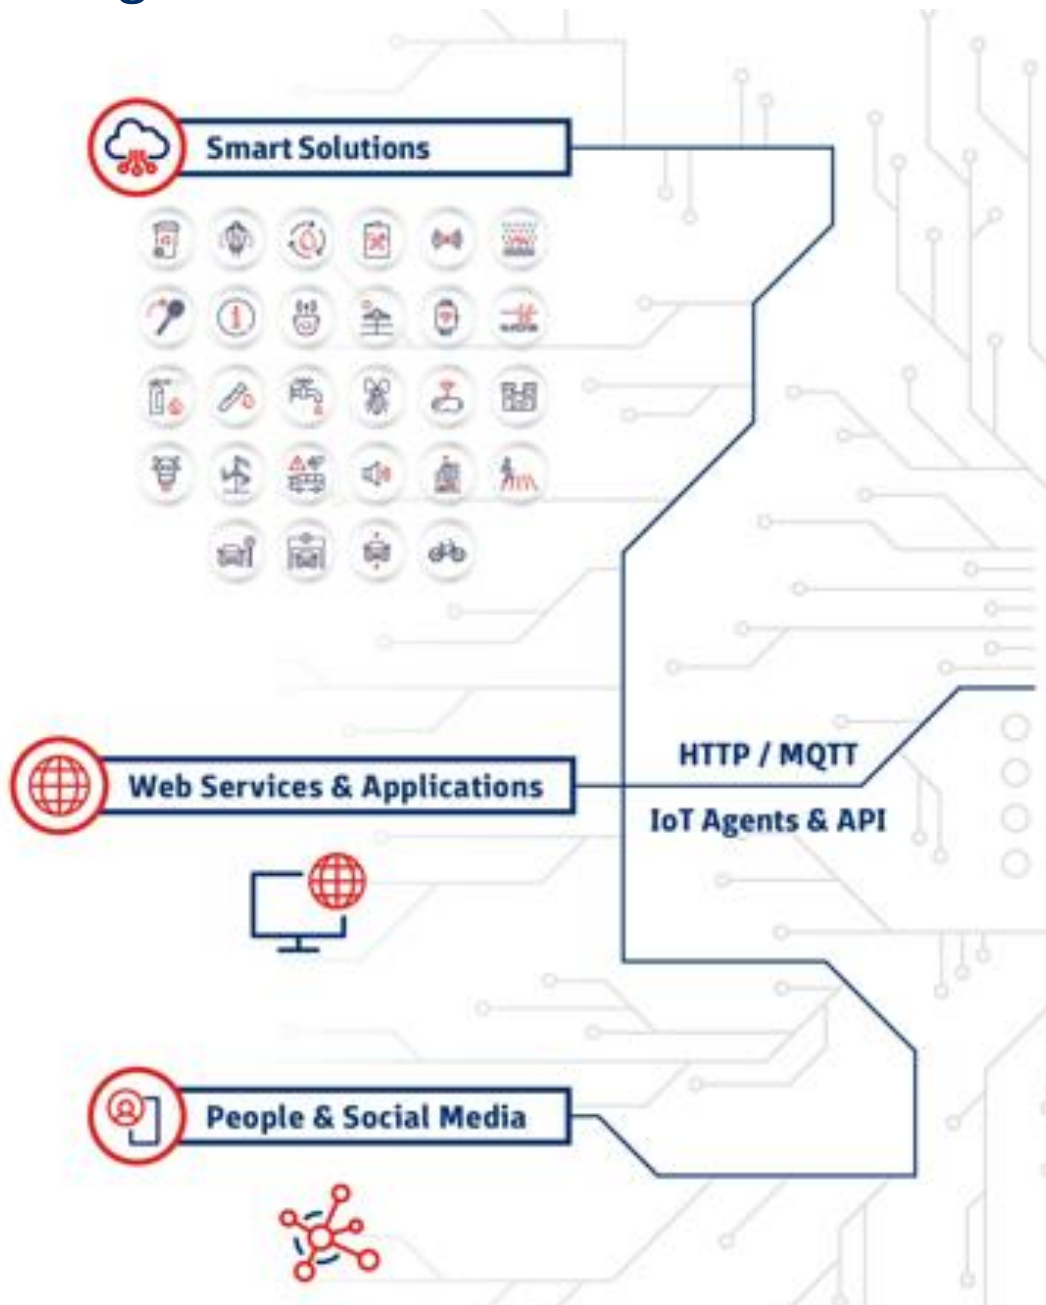 Smart Solutions
Web Services & Applications
HTTP / MQTT
IoT Agents & API
People & Social Media